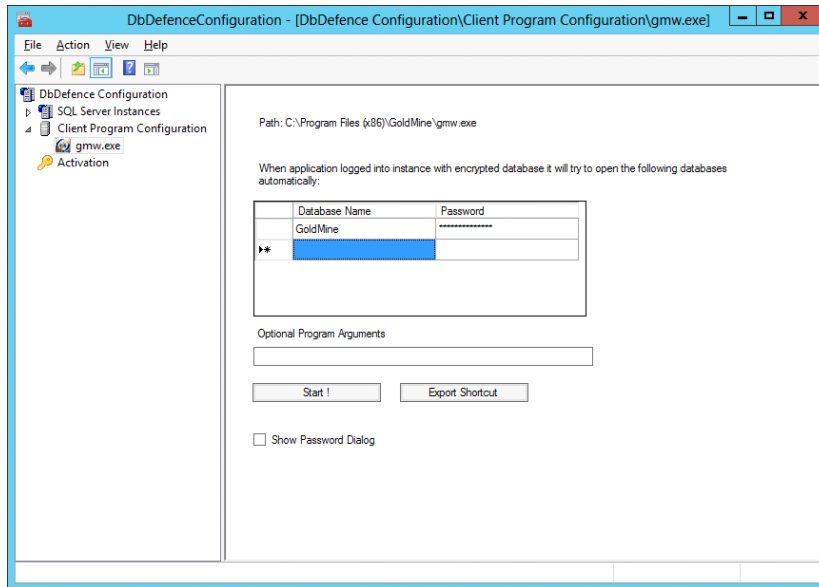 DbDefenceConfiguration - [DbDefence Configuration\Client Program Configuration\gmw.exe]
File Action View Help
DbDefence Configuration
SQL Server Instances
Client Program Configuration
gmw.exe
Activation
Path: C:\Program Files (x86)\GoldMine\gmw.exe
When application logged into instance with encrypted database it will try to open the following databases
automatically:
Database Name Password
GoldMine **************
Optional Program Arguments
Start ! Export Shortcut
Show Password Dialog